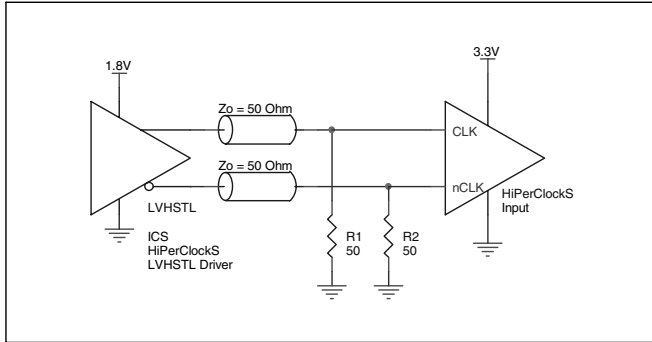 1.8V
3.3V
Zo = 50 Ohm
CLK
Zo = 50 Ohm
nCLK
HiPerClockS
Input
LVHSTL
ICS
HiPerClockS
LVHSTL Driver
R1
50
R2
50